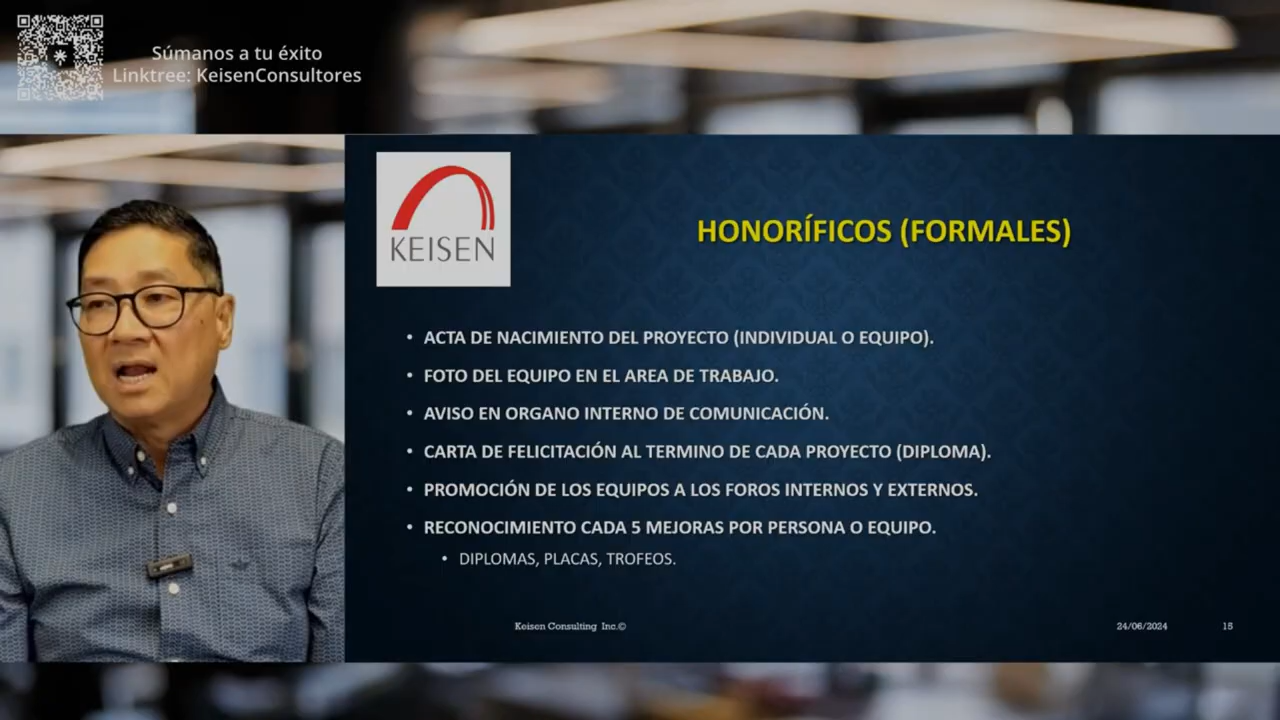 Súmanos a tu éxito
Linktree: KeisenConsultores
KEISEN
HONORÍFICOS (FORMALES)
• ACTA DE NACIMIENTO DEL PROYECTO (INDIVIDUAL O EQUIPO).
• FOTO DEL EQUIPO EN EL AREA DE TRABAJO.
• AVISO EN ORGANO INTERNO DE COMUNICACIÓN.
• CARTA DE FELICITACIÓN AL TERMINO DE CADA PROYECTO (DIPLOMA).
• PROMOCIÓN DE LOS EQUIPOS A LOS FOROS INTERNOS Y EXTERNOS.
• RECONOCIMIENTO CADA 5 MEJORAS POR PERSONA O EQUIPO.
• DIPLOMAS, PLACAS, TROFEOS.
Keisen Consulting Inc.© 24/06/2024 15